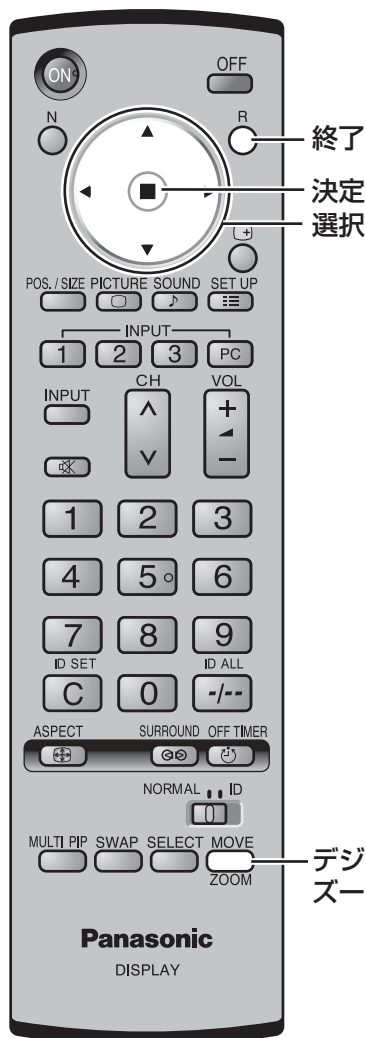 ON
OFF
N
R
終了
決定
選択
POS. / SIZE PICTURE SOUND SET UP
INPUT
1 2 3 PC
INPUT CH VOL
+
−
1 2 3
4 5 6
7 8 9
ID SET ID ALL
C 0 -/--
ASPECT SURROUND OFF TIMER
NORMAL ID
MULTI PIP SWAP SELECT MOVE
ZOOM
デジ
ズー
Panasonic
DISPLAY